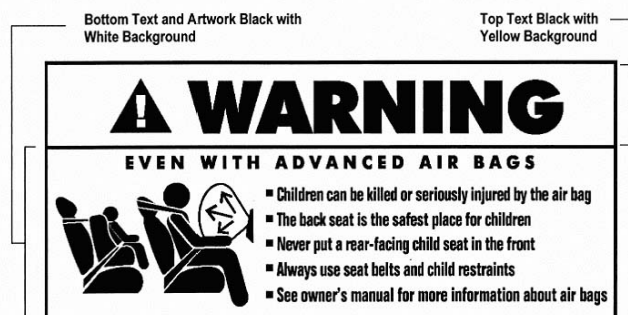 Bottom Text and Artwork Black with
White Background
Top Text Black with
Yellow Background
WARNING
EVEN WITH ADVANCED AIR BAGS
▪ Children can be killed or seriously injured by the air bag
▪ The back seat is the safest place for children
▪ Never put a rear-facing child seat in the front
▪ Always use seat belts and child restraints
▪ See owner's manual for more information about air bags